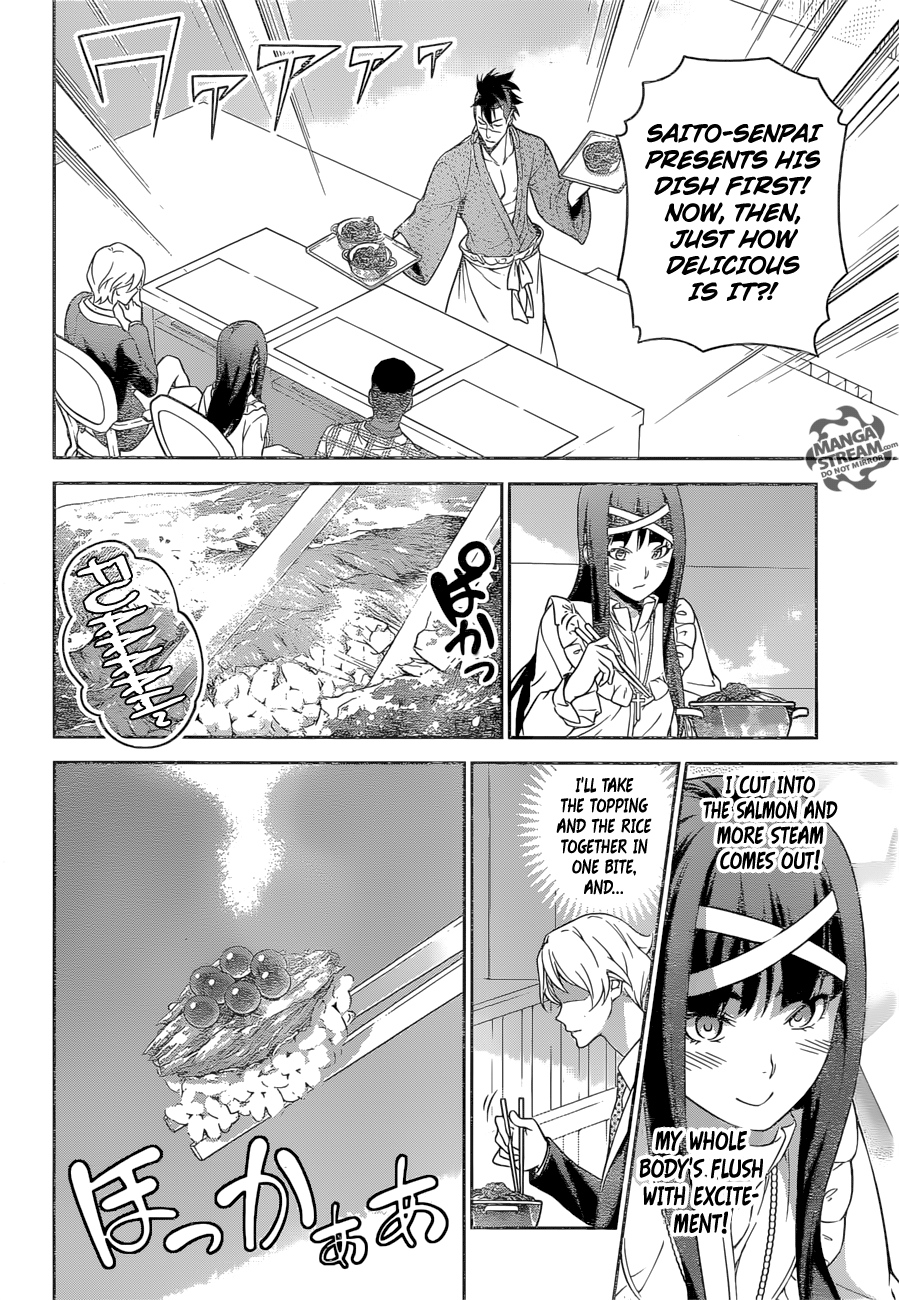 ワァアアアァ
SAITO-SENPAI
PRESENTS HIS
DISH FIRST!
NOW, THEN,
JUST HOW
DELICIOUS
IS IT?!
MANGA
STREAM.com
DO NOT MIRROR
ぽかっ
I CUT INTO
THE SALMON AND
MORE STEAM
COMES OUT!
MY WHOLE
BODY'S FLUSH
WITH EXCITE-
MENT!
I'LL TAKE
THE TOPPING
AND THE RICE
TOGETHER IN
ONE BITE,
AND...
ほっかぁあ